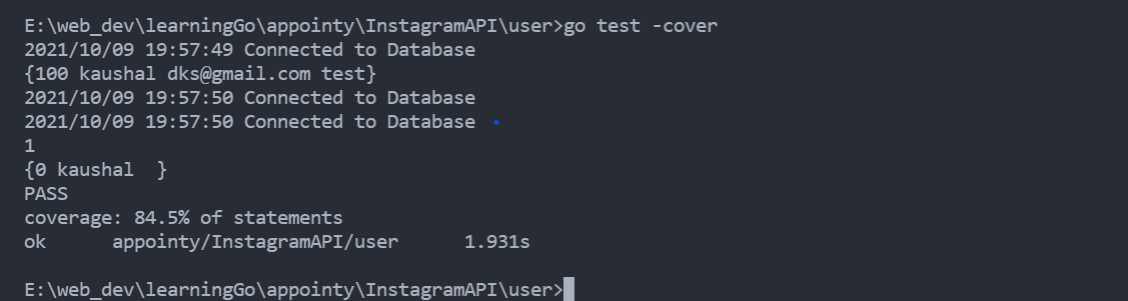 E:\web_dev\learningGo\appointy\InstagramAPI\user>go test -cover
2021/10/09 19:57:49 Connected to Database
{100 kaushal dks@gmail.com test}
2021/10/09 19:57:50 Connected to Database
2021/10/09 19:57:50 Connected to Database
1
{0 kaushal  }
PASS
coverage: 84.5% of statements
ok      appointy/InstagramAPI/user      1.931s
E:\web_dev\learningGo\appointy\InstagramAPI\user>